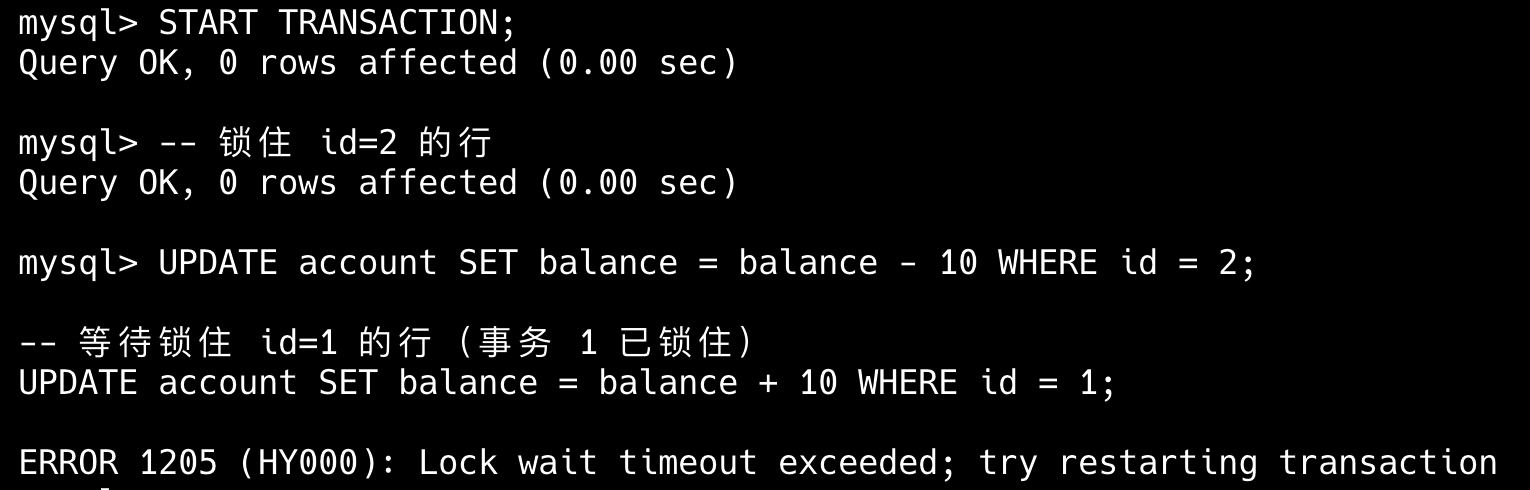 mysql> START TRANSACTION;
Query OK, 0 rows affected (0.00 sec)
mysql> -- 锁住 id=2 的行
Query OK, 0 rows affected (0.00 sec)
mysql> UPDATE account SET balance = balance - 10 WHERE id = 2;
-- 等待锁住 id=1 的行 (事务 1 已锁住)
UPDATE account SET balance = balance + 10 WHERE id = 1;
ERROR 1205 (HY000): Lock wait timeout exceeded; try restarting transaction